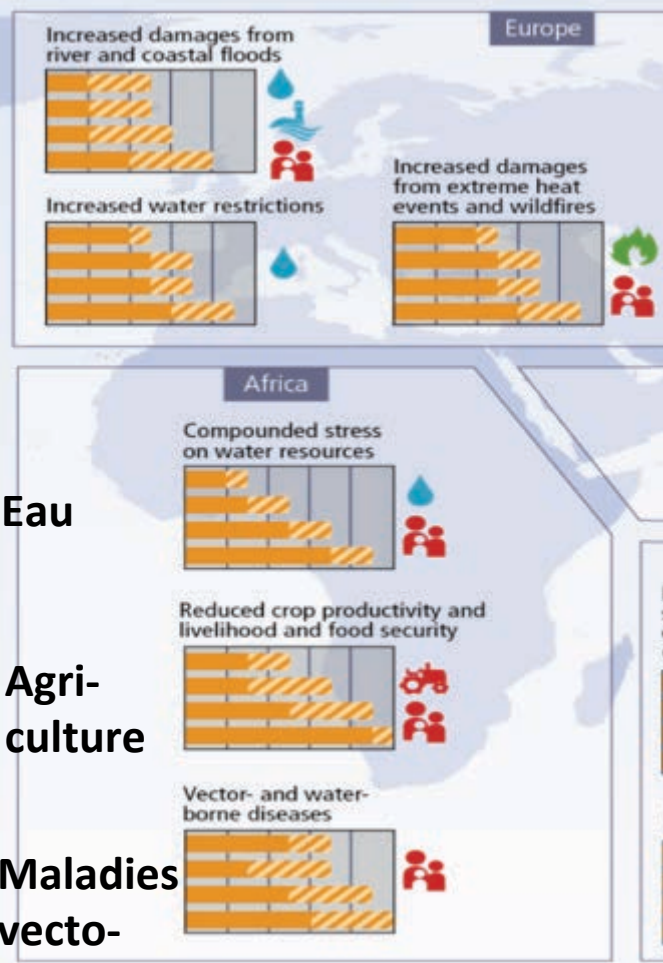 Europe
Increased damages from
river and coastal floods
Increased water restrictions
Increased damages
from extreme heat
events and wildfires
Africa
Compounded stress
on water resources
Eau
Reduced crop productivity and
livelihood and food security
Agri-
culture
Vector- and water-
borne diseases
Maladies
vecto-